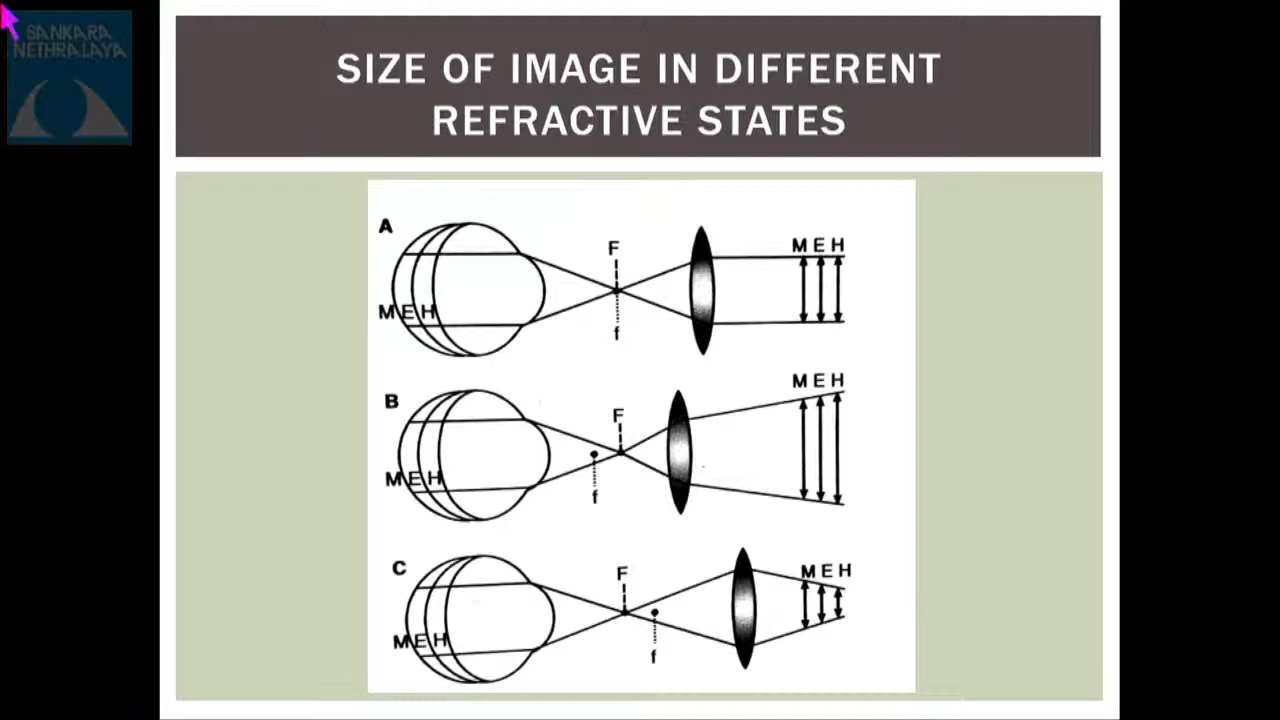 SANKARA
NETHRALAYA
SIZE OF IMAGE IN DIFFERENT
REFRACTIVE STATES
A
F
M E H
M E H
f
B
M E H
F
M E H
f
C
F
M E H
M E H
f